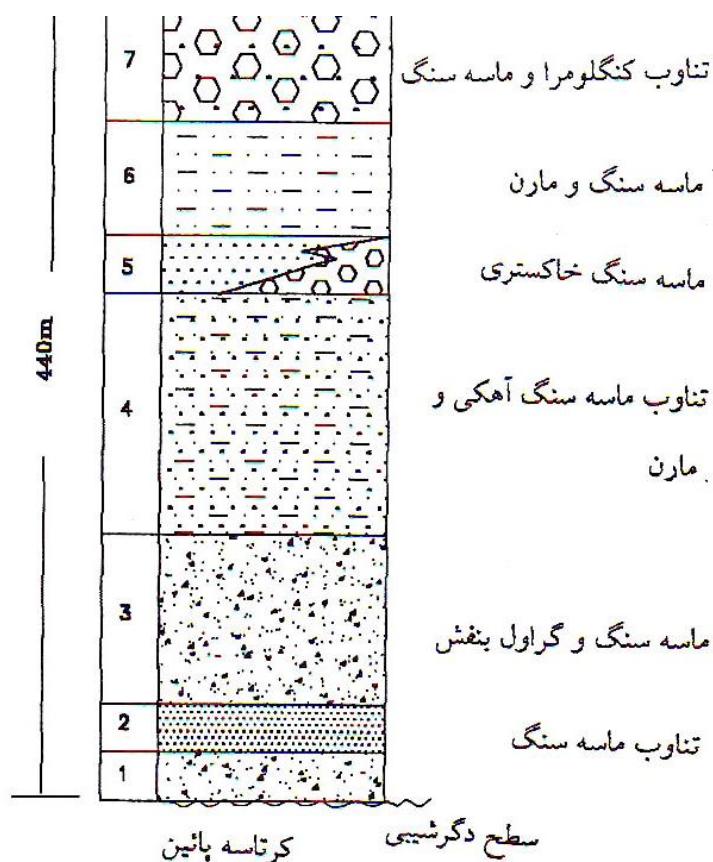 7 تناوب کنگلومرا و ماسه سنگ
6 ماسه سنگ و مارن
5 ماسه سنگ خاکستری
440m
4 تناوب ماسه سنگ آهکی و
مارن
3 ماسه سنگ و گراول بنفش
2 تناوب ماسه سنگ
1
سطح دگرشیبی
کرتاسه پائین